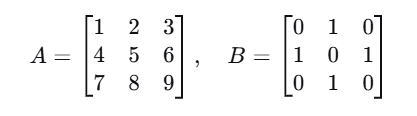 A = [1 2 3; 4 5 6; 7 8 9], B = [0 1 0; 1 0 1; 0 1 0]